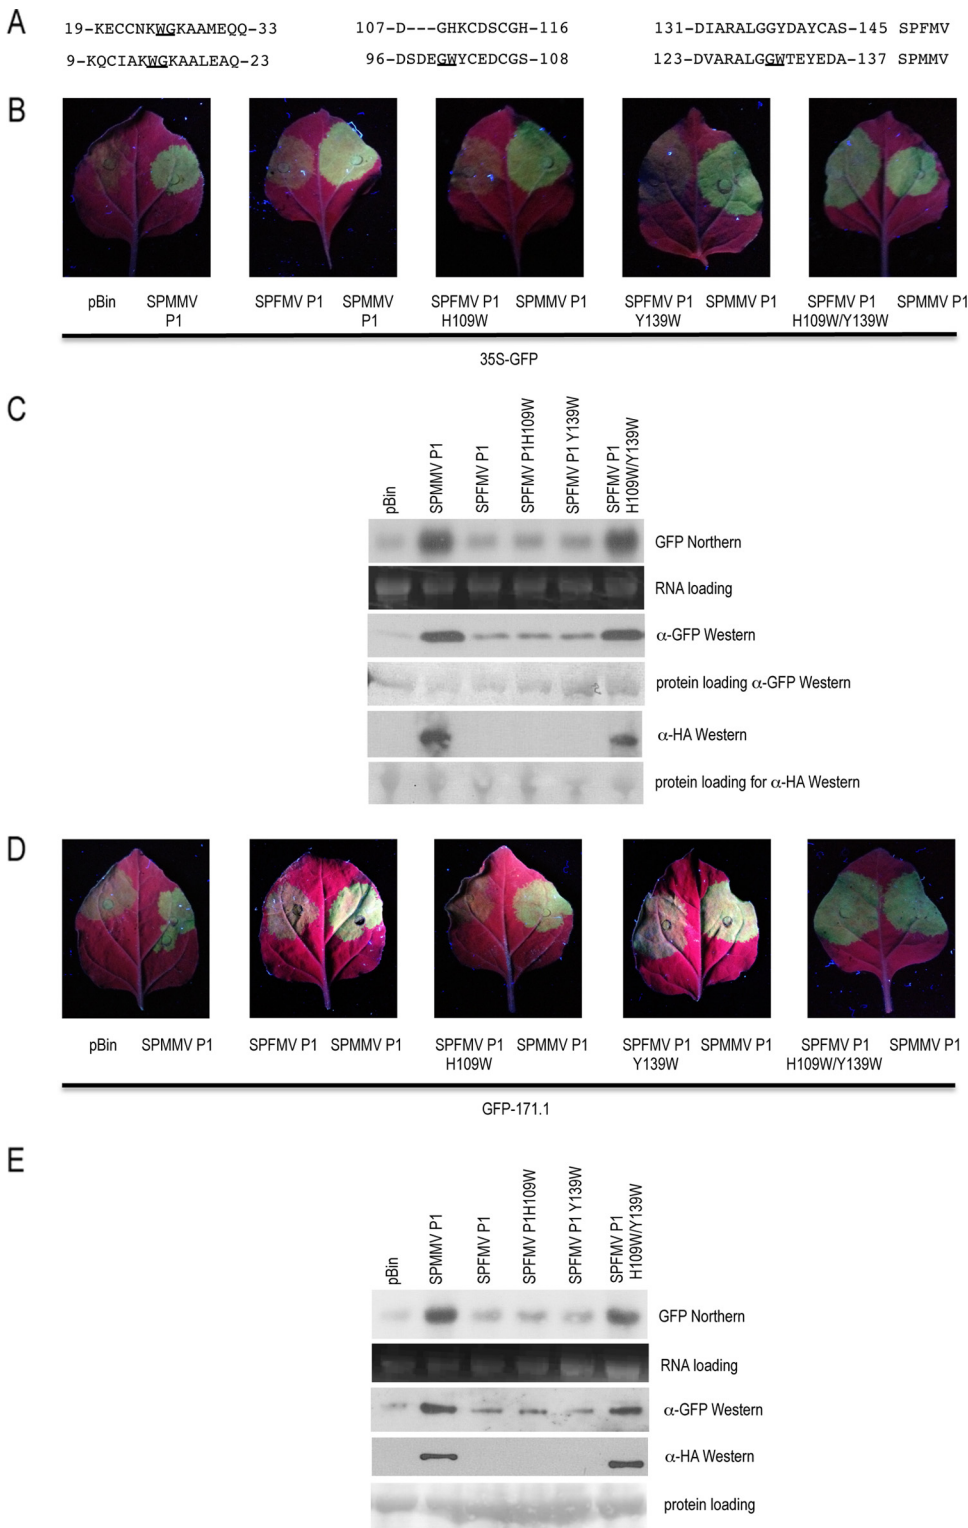 A
19-KECCNKWGKAAMEQQ-33 107-D---GHKCDSCGH-116 131-DIARALGGYDAYCAS-145 SPFMV
9-KQCIAKWGKAALEAQ-23 96-DSDEGWYCEDCGS-108 123-DVARALGGWTEYEDA-137 SPMMV
B
pBin SPMMV P1 SPFMV P1 SPMMV P1 SPFMV P1 H109W SPMMV P1 SPFMV P1 Y139W SPMMV P1 SPFMV P1 H109W/Y139W SPMMV P1
35S-GFP
C
pBin
SPMMV P1
SPFMV P1
SPFMV P1H109W
SPFMV P1 Y139W
SPFMV P1
H109W/Y139W
GFP Northern
RNA loading
α-GFP Western
protein loading α-GFP Western
α-HA Western
protein loading for α-HA Western
D
pBin SPMMV P1 SPFMV P1 SPMMV P1 SPFMV P1 H109W SPMMV P1 SPFMV P1 Y139W SPMMV P1 SPFMV P1 H109W/Y139W SPMMV P1
GFP-171.1
E
pBin
SPMMV P1
SPFMV P1
SPFMV P1H109W
SPFMV P1 Y139W
SPFMV P1
H109W/Y139W
GFP Northern
RNA loading
α-GFP Western
α-HA Western
protein loading